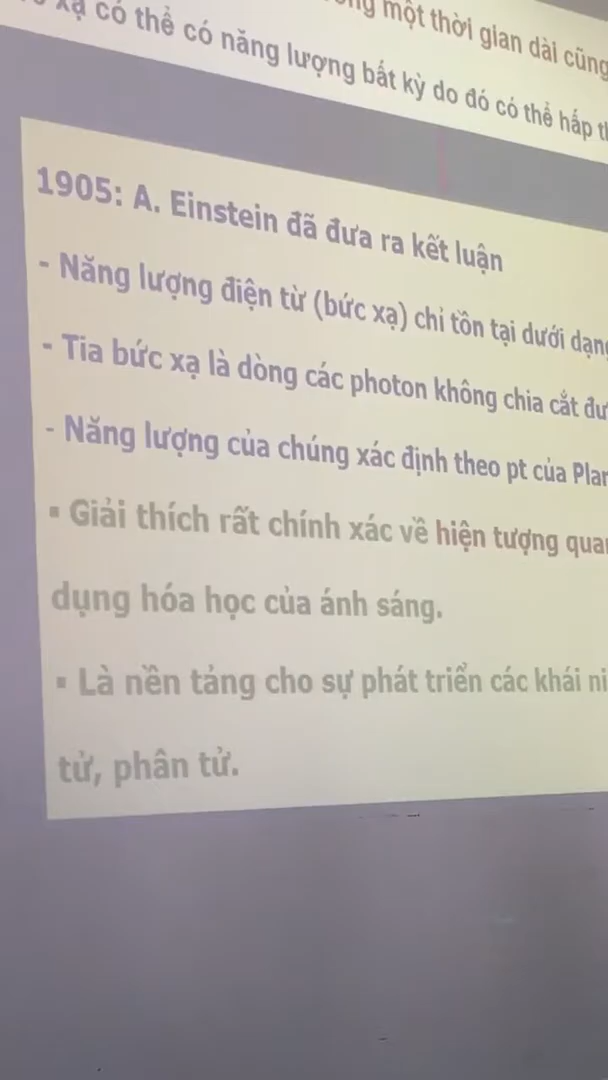 một thời gian dài cũng
xạ có thể có năng lượng bất kỳ do đó có thể hấp
1905: A. Einstein đã đưa ra kết luận
- Năng lượng điện từ (bức xạ) chỉ tồn tại dưới dạng
- Tia bức xạ là dòng các photon không chia cắt
- Năng lượng của chúng xác định theo pt của
▪ Giải thích rất chính xác về hiện tượng
dụng hóa học của ánh sáng.
▪ Là nền tảng cho sự phát triển các khái
tử, phân tử.